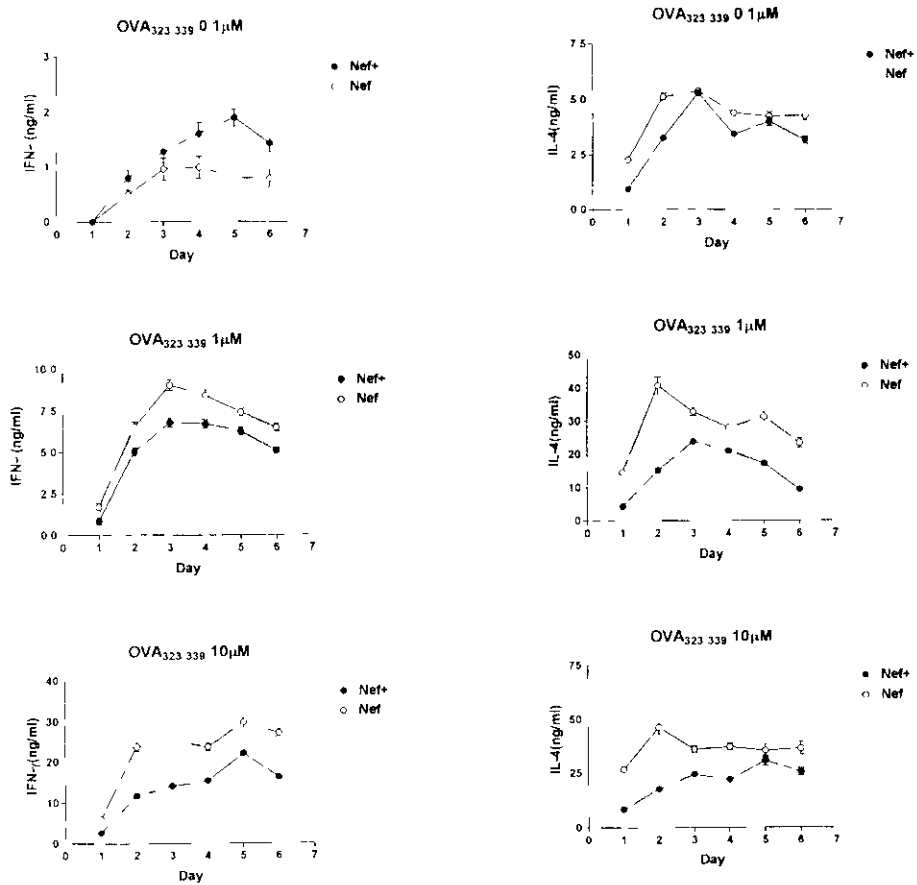 OVA323 339 0 1µM
3
2
1
0
IFN-γ (ng/ml)
0 1 2 3 4 5 6 7
Day
Nef+
Nef
OVA323 339 0 1µM
7.5
5 0
2.5
0 0
IL-4(ng/ml)
0 1 2 3 4 5 6 7
Day
Nef+
Nef
OVA323 339 1µM
10 0
7.5
5.0
2.5
0 0
IFN-γ (ng/ml)
0 1 2 3 4 5 6 7
Day
Nef+
Nef
OVA323 339 1µM
50
40
30
20
10
0
IL-4(ng/ml)
0 1 2 3 4 5 6 7
Day
Nef+
Nef
OVA323 339 10µM
40
30
20
10
0
IFN-γ(ng/ml)
0 1 2 3 4 5 6 7
Day
Nef+
Nef
OVA323 339 10µM
75
50
25
0
IL-4(ng/ml)
0 1 2 3 4 5 6 7
Day
Nef+
Nef